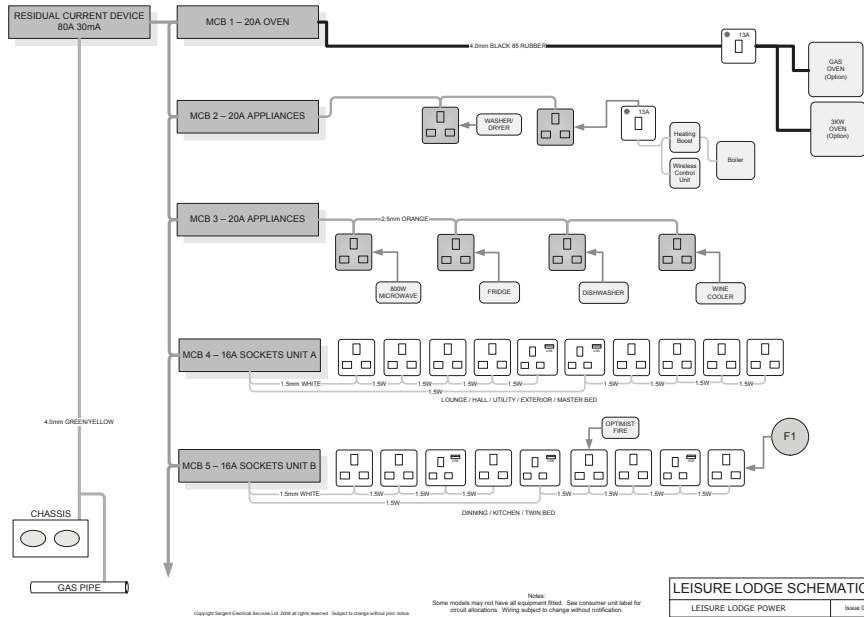 RESIDUAL CURRENT DEVICE
80A 30mA
MCB 1 – 20A OVEN
4.0mm BLACK 85 RUBBER
13A
GAS
OVEN
(Option)
3KW
OVEN
(Option)
MCB 2 – 20A APPLIANCES
WASHER/
DRYER
13A
Heating
Boost
Wireless
Control
Unit
Boiler
MCB 3 – 20A APPLIANCES
2.5mm ORANGE
800W
MICROWAVE
FRIDGE
DISHWASHER
WINE
COOLER
MCB 4 – 16A SOCKETS UNIT A
USB
USB
1.5mm WHITE
1.5W
1.5W
1.5W
1.5W
1.5W
1.5W
1.5W
1.5W
1.5W
LOUNGE / HALL / UTILITY / EXTERIOR / MASTER BED
4.0mm GREEN/YELLOW
OPTIMIST
FIRE
F1
MCB 5 – 16A SOCKETS UNIT B
USB
USB
USB
1.5mm WHITE
1.5W
1.5W
1.5W
1.5W
1.5W
1.5W
1.5W
DINNING / KITCHEN / TWIN BED
CHASSIS
GAS PIPE
Copyright Sargent Electrical Services Ltd. 2009 all rights reserved. Subject to change without prior notice.
Notes:
Some models may not have all equipment fitted. See consumer unit label for
circuit allocations. Wiring subject to change without notification.
LEISURE LODGE SCHEMATIC
LEISURE LODGE POWER
Issue